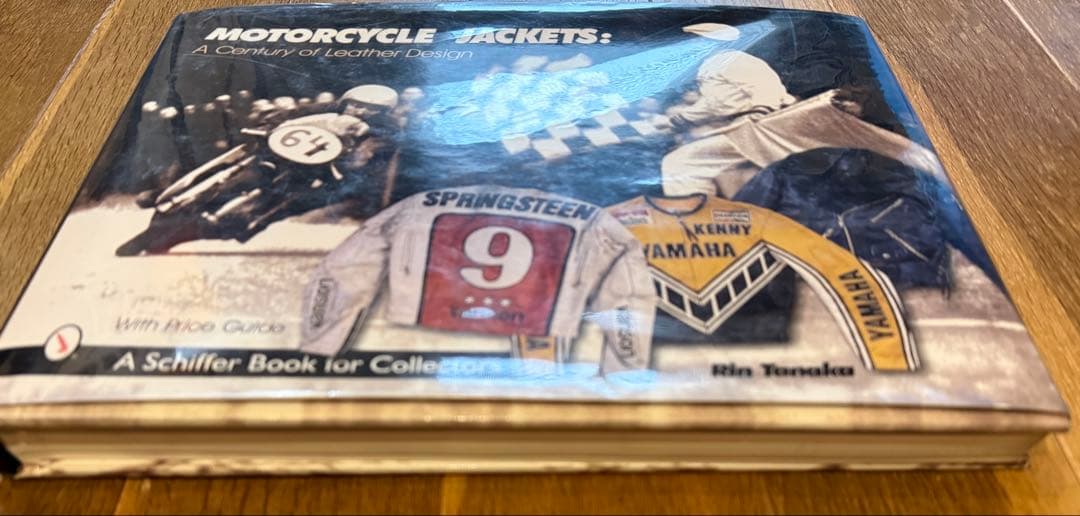 MOTORCYCLE JACKETS:
A Century of Leather Design
64
SPRINGSTEEN
9
KENNY
YAMAHA
YAMAHA
With Price Guide
A Schiffer Book for Collectors
Rin Tanaka